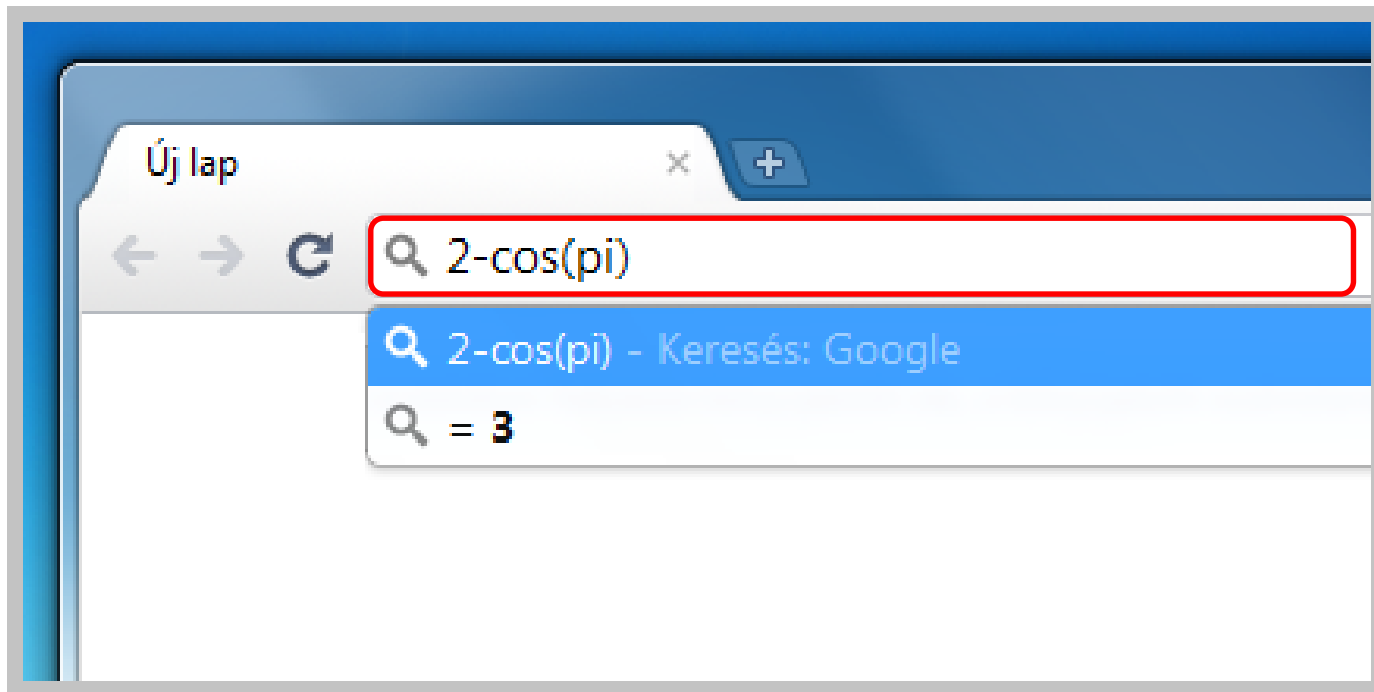 Új lap
2-cos(pi)
2-cos(pi) - Keresés: Google
= 3